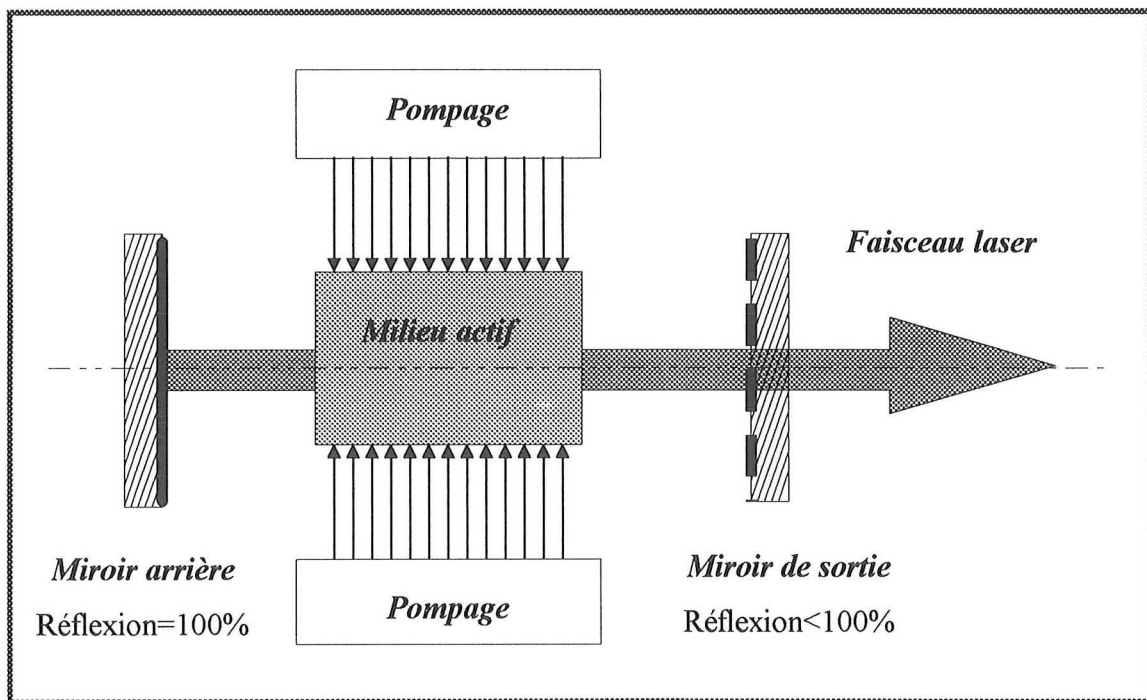 Pompage
Faisceau laser
Milieu actif
Miroir arrière
Réflexion=100%
Pompage
Miroir de sortie
Réflexion<100%